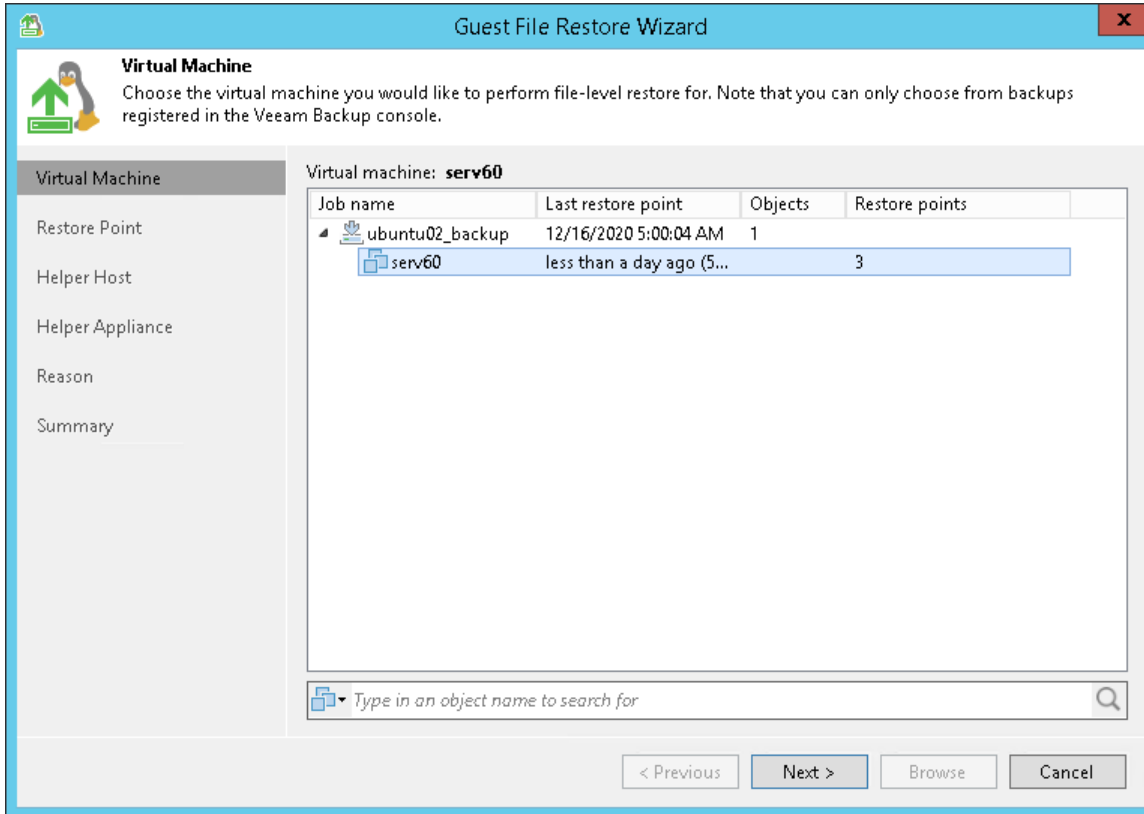 Guest File Restore Wizard
x
Virtual Machine
Choose the virtual machine you would like to perform file-level restore for. Note that you can only choose from backups
registered in the Veeam Backup console.
Virtual Machine
Restore Point
Helper Host
Helper Appliance
Reason
Summary
Virtual machine: serv60
Job name Last restore point Objects Restore points
ubuntu02_backup 12/16/2020 5:00:04 AM 1
serv60 less than a day ago (5... 3
Type in an object name to search for
< Previous Next > Browse Cancel